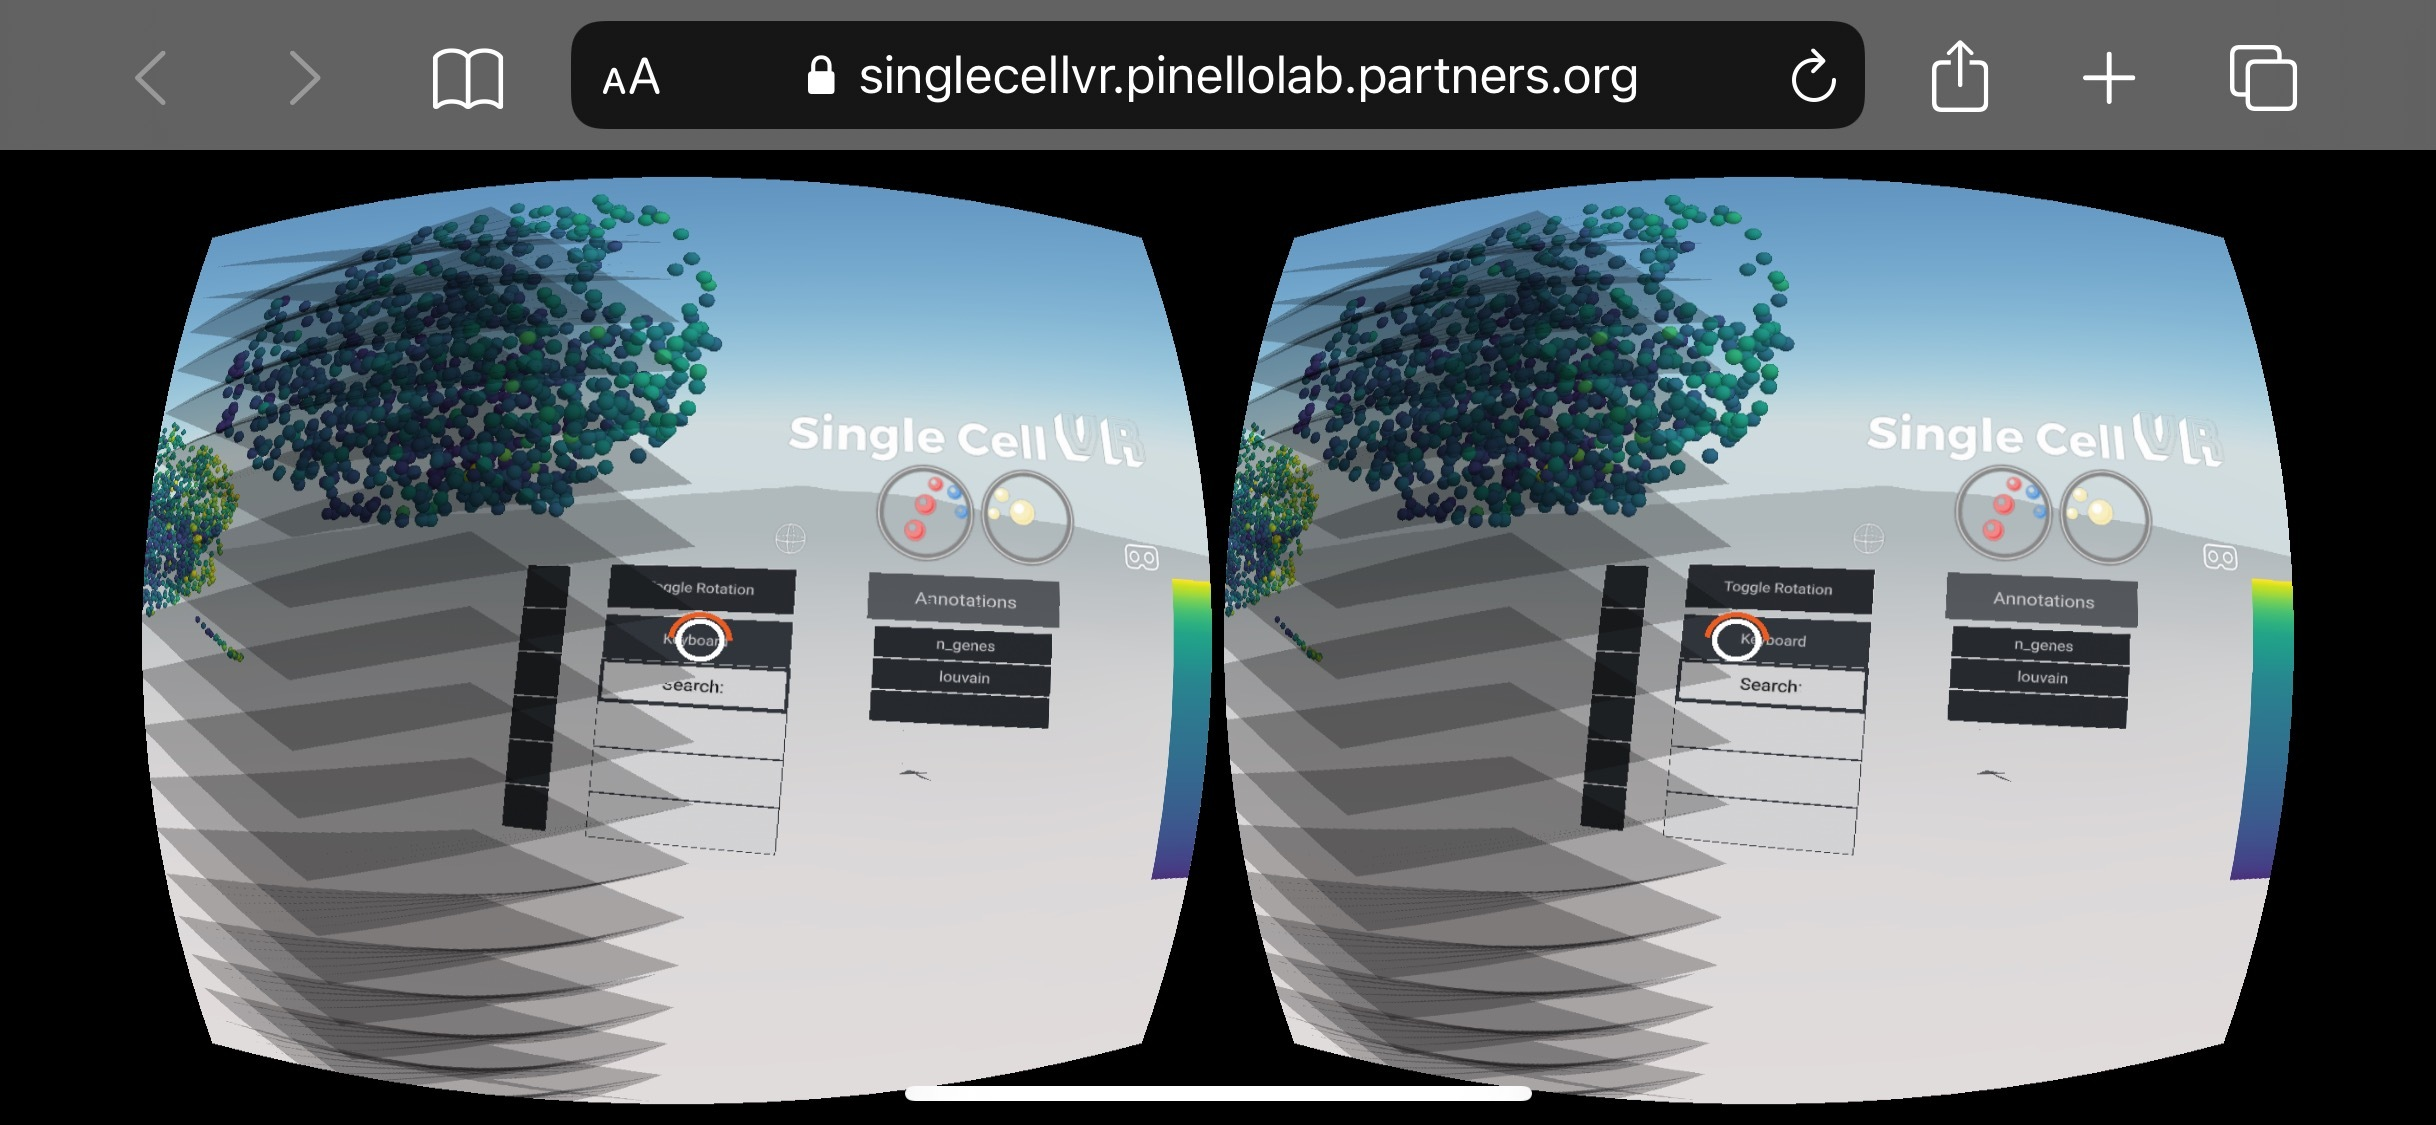 AA singlecellvr.pinellolab.partners.org
Single Cell VR
Toggle Rotation
Keyboard
Search:
Annotations
n_genes
louvain
Single Cell VR
Toggle Rotation
Keyboard
Search:
Annotations
n_genes
louvain